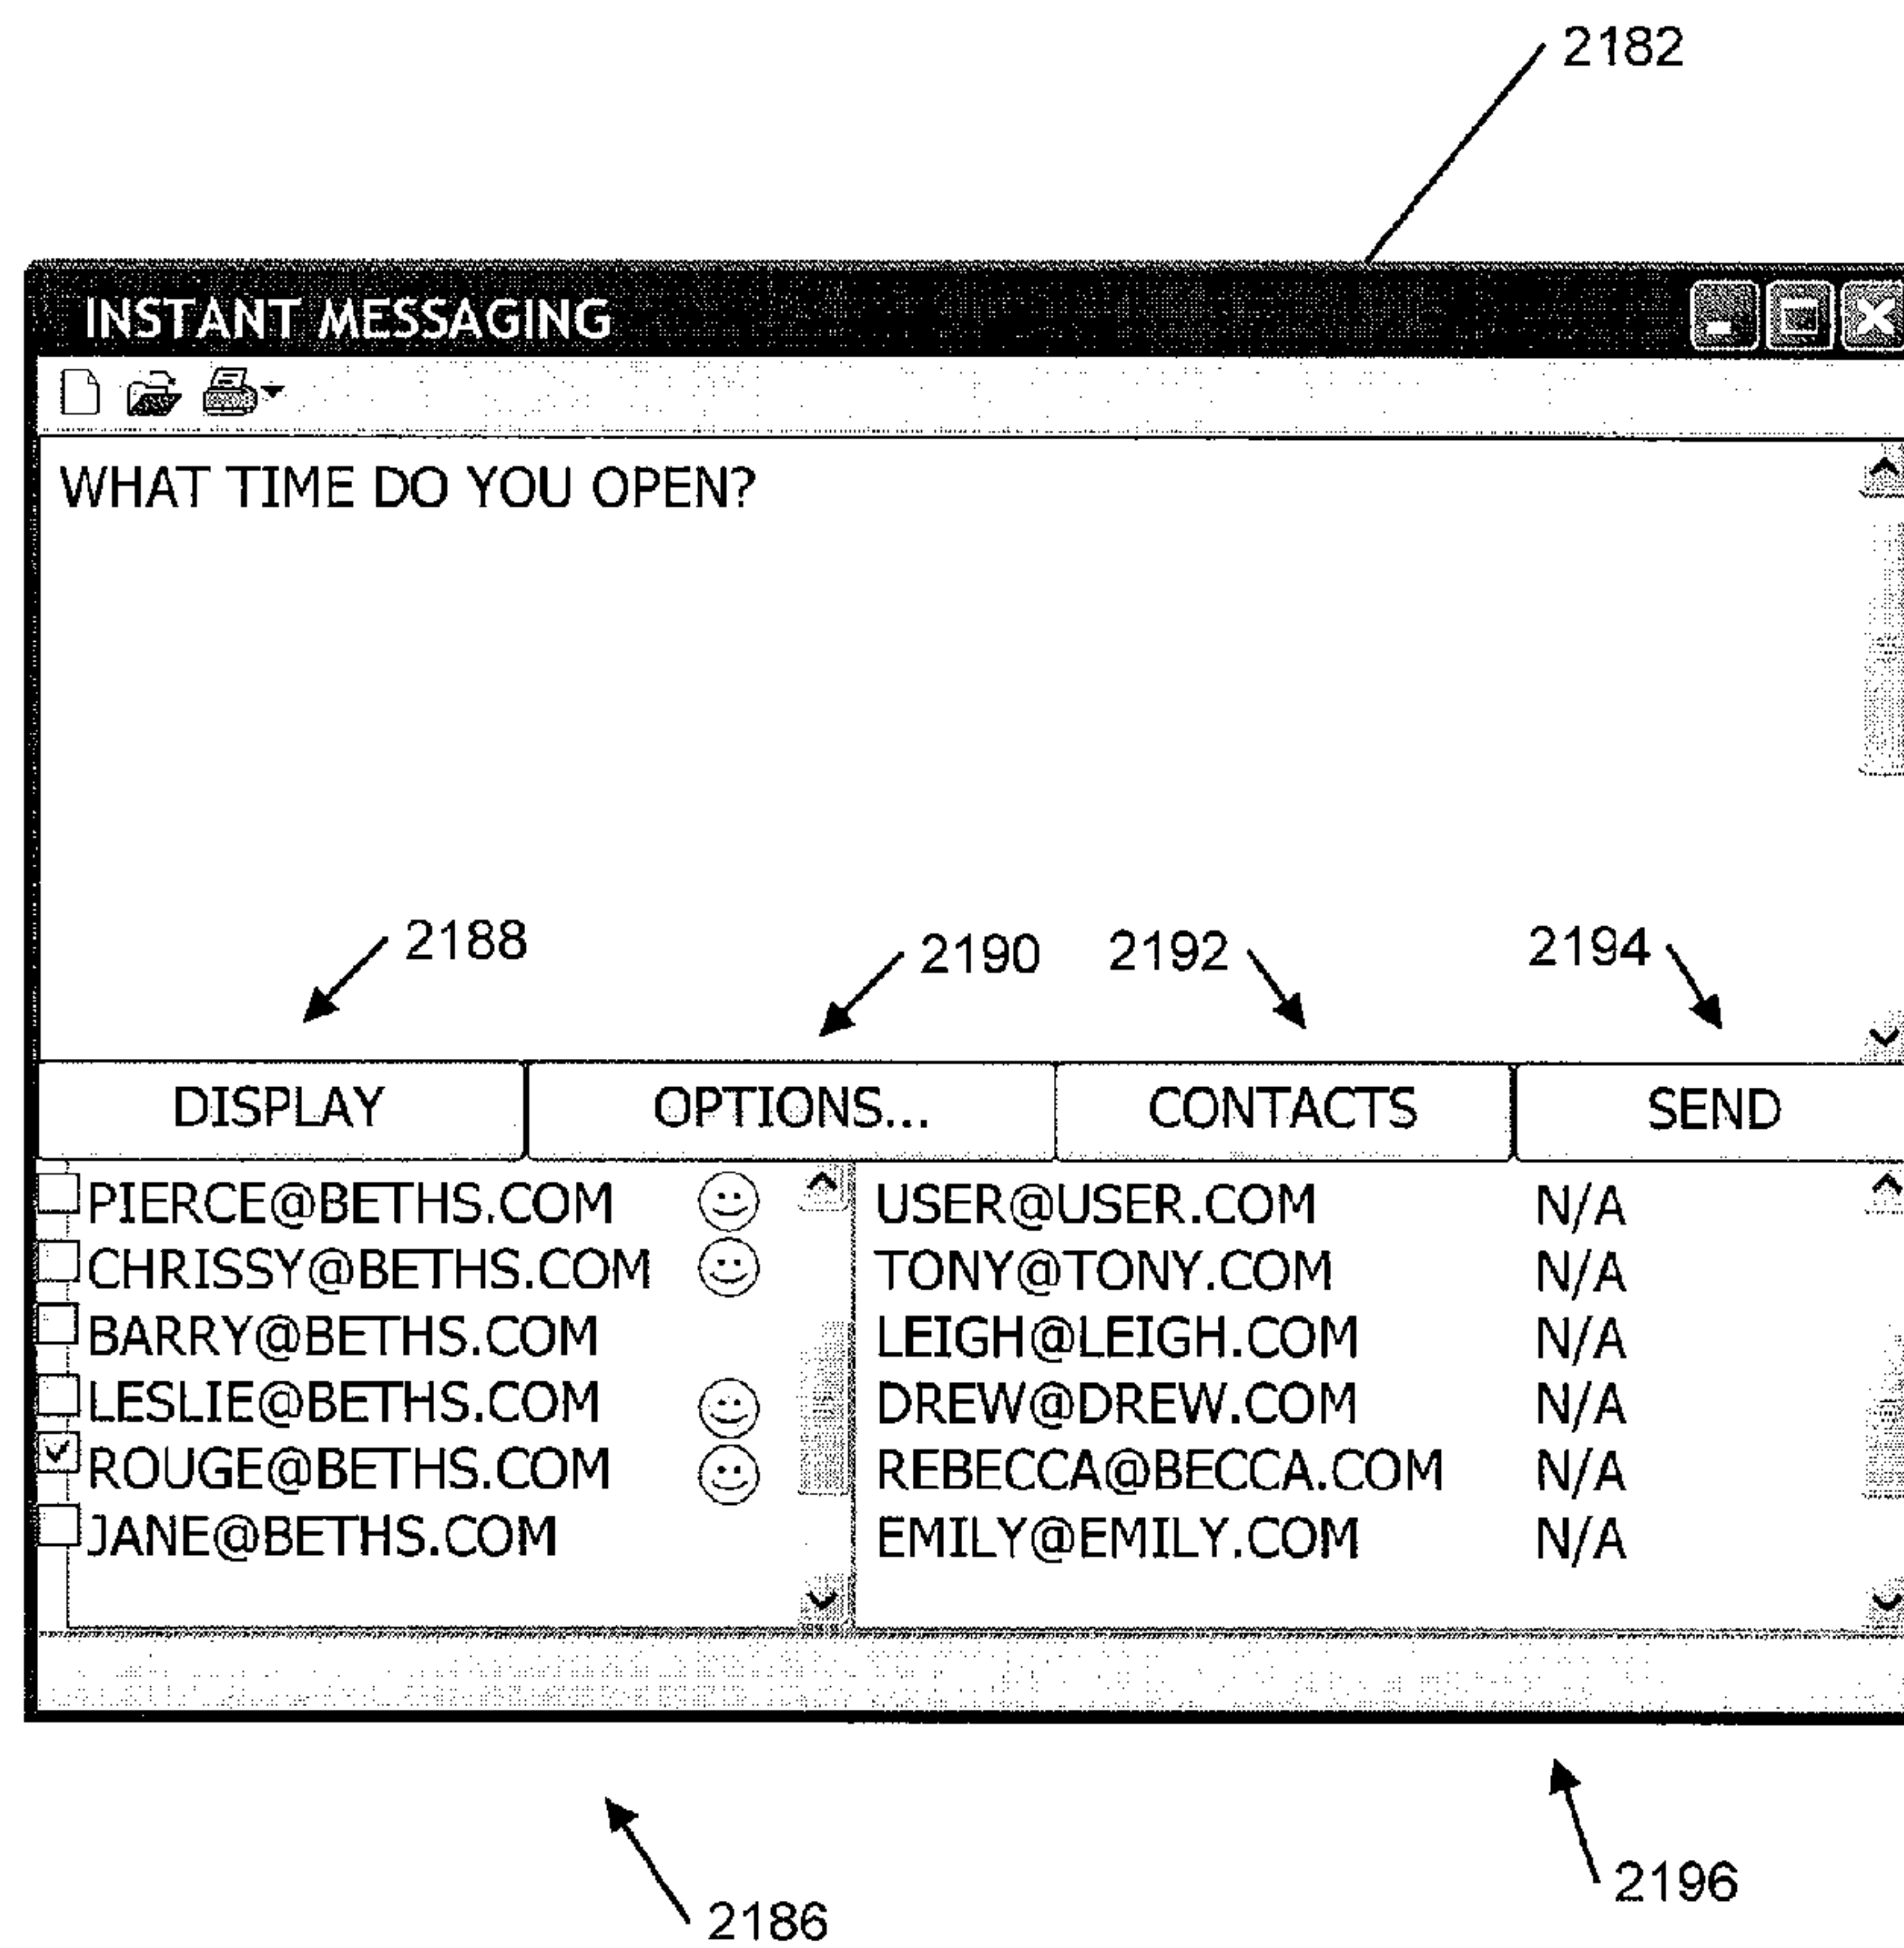 2182
INSTANT MESSAGING
WHAT TIME DO YOU OPEN?
2188 2190 2192 2194
DISPLAY OPTIONS... CONTACTS SEND
PIERCE@BETHS.COM USER@USER.COM N/A
CHRISSY@BETHS.COM TONY@TONY.COM N/A
BARRY@BETHS.COM LEIGH@LEIGH.COM N/A
LESLIE@BETHS.COM DREW@DREW.COM N/A
ROUGE@BETHS.COM REBECCA@BECCA.COM N/A
JANE@BETHS.COM EMILY@EMILY.COM N/A
2186 2196